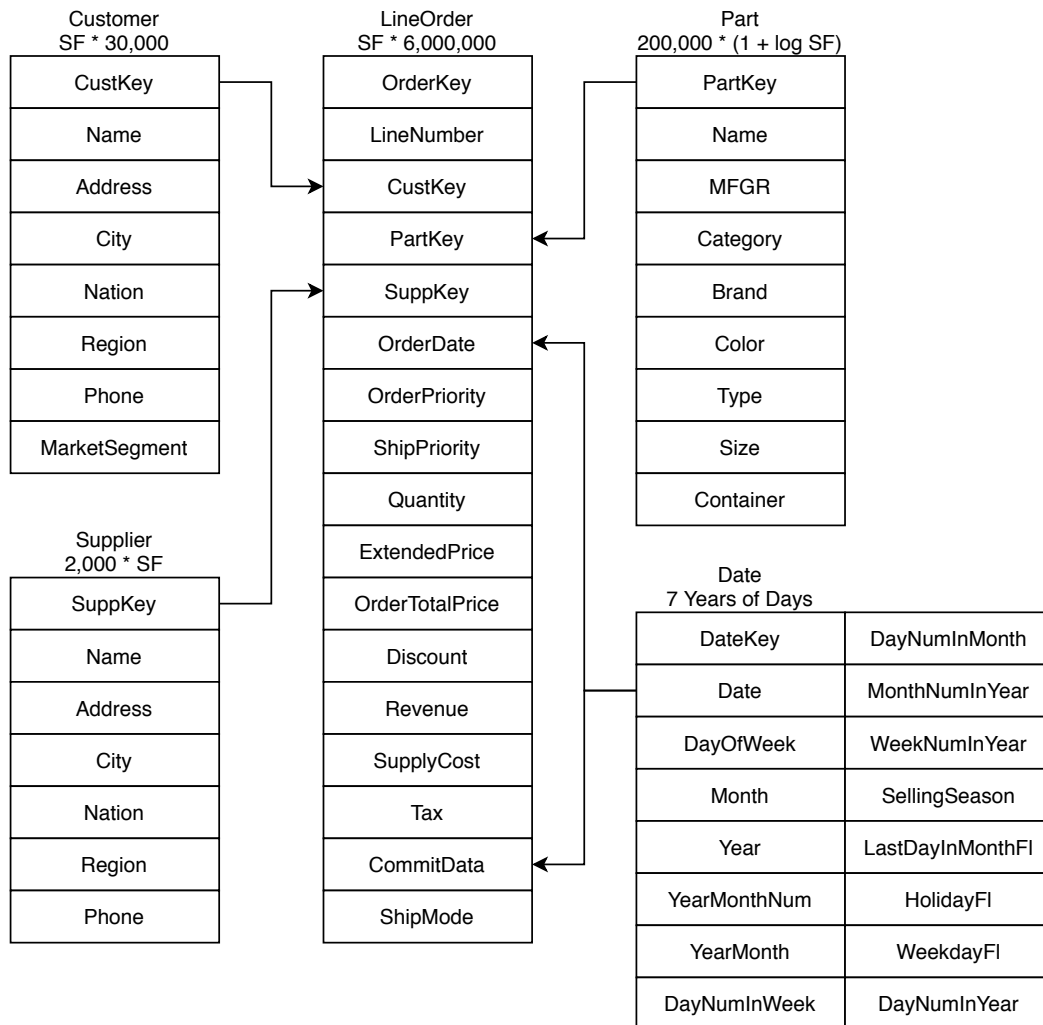 Customer
SF * 30,000
CustKey
Name
Address
City
Nation
Region
Phone
MarketSegment
Supplier
2,000 * SF
SuppKey
Name
Address
City
Nation
Region
Phone
LineOrder
SF * 6,000,000
OrderKey
LineNumber
CustKey
PartKey
SuppKey
OrderDate
OrderPriority
ShipPriority
Quantity
ExtendedPrice
OrderTotalPrice
Discount
Revenue
SupplyCost
Tax
CommitData
ShipMode
Part
200,000 * (1 + log SF)
PartKey
Name
MFGR
Category
Brand
Color
Type
Size
Container
Date
7 Years of Days
DateKey
DayNumInMonth
Date
MonthNumInYear
DayOfWeek
WeekNumInYear
Month
SellingSeason
Year
LastDayInMonthFl
YearMonthNum
HolidayFl
YearMonth
WeekdayFl
DayNumInWeek
DayNumInYear